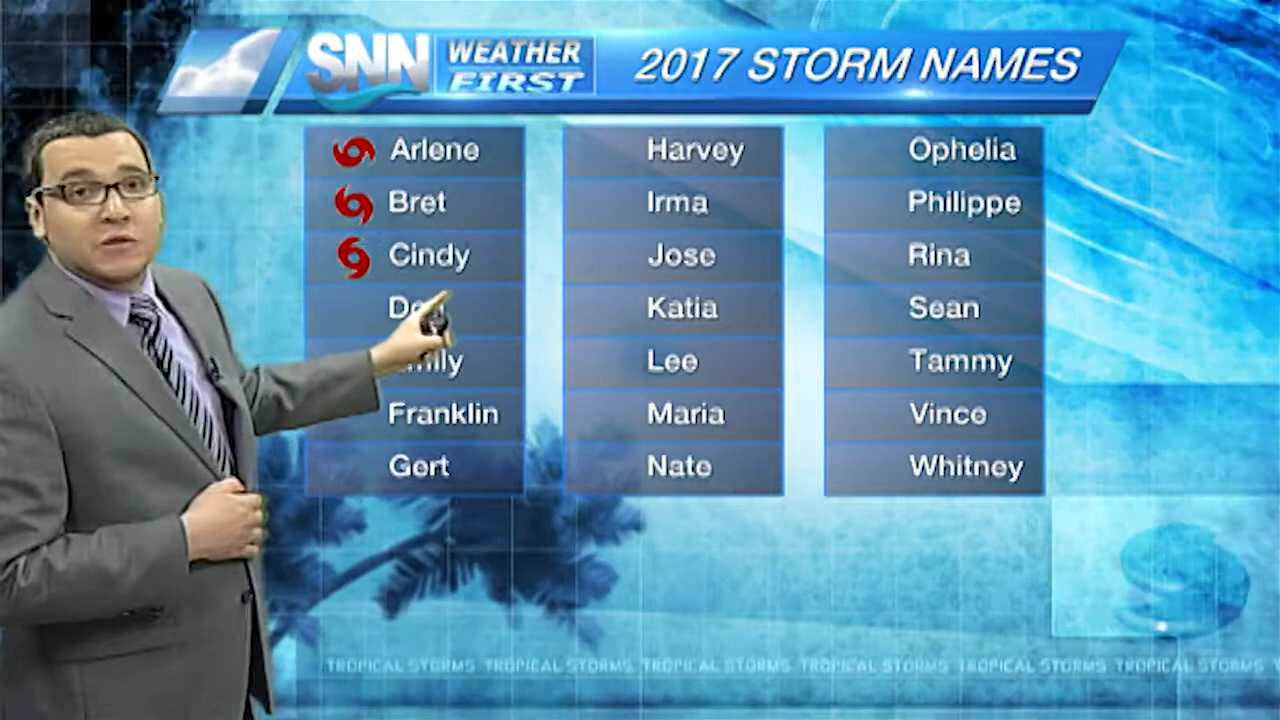 SNN WEATHER FIRST 2017 STORM NAMES
Arlene
Bret
Cindy
Franklin
Gert
Harvey
Irma
Jose
Katia
Lee
Maria
Nate
Ophelia
Philippe
Rina
Sean
Tammy
Vince
Whitney
TROPICAL STORMS TROPICAL STORMS TROPICAL STORMS TROPICAL STORMS TROPICAL STORMS TROPICAL STORMS